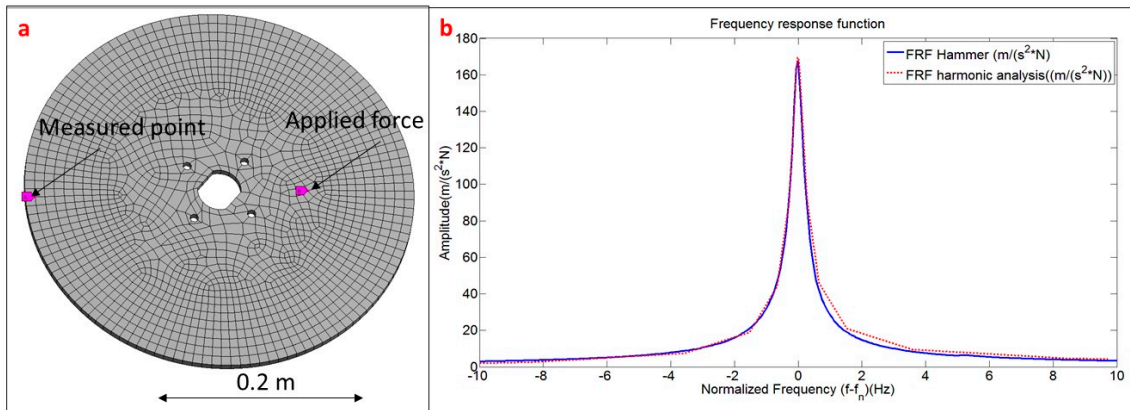 a
Measured point
Applied force
0.2 m
b
Frequency response function
180
160
140
120
100
80
60
40
20
0
Amplitude(m/(s²*N)
FRF Hammer (m/(s²*N)
FRF harmonic analysis((m/(s²*N))
-10 -8 -6 -4 -2 0 2 4 6 8 10
Normalized Frequency (f-fₙ)(Hz)